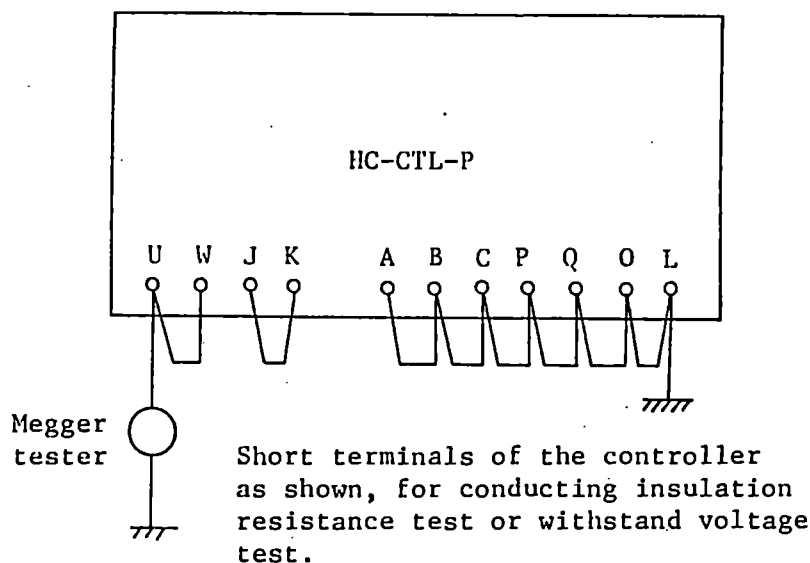 HC-CTL-P
U W J K A B C P Q O L
Megger
tester
Short terminals of the controller
as shown, for conducting insulation
resistance test or withstand voltage
test.